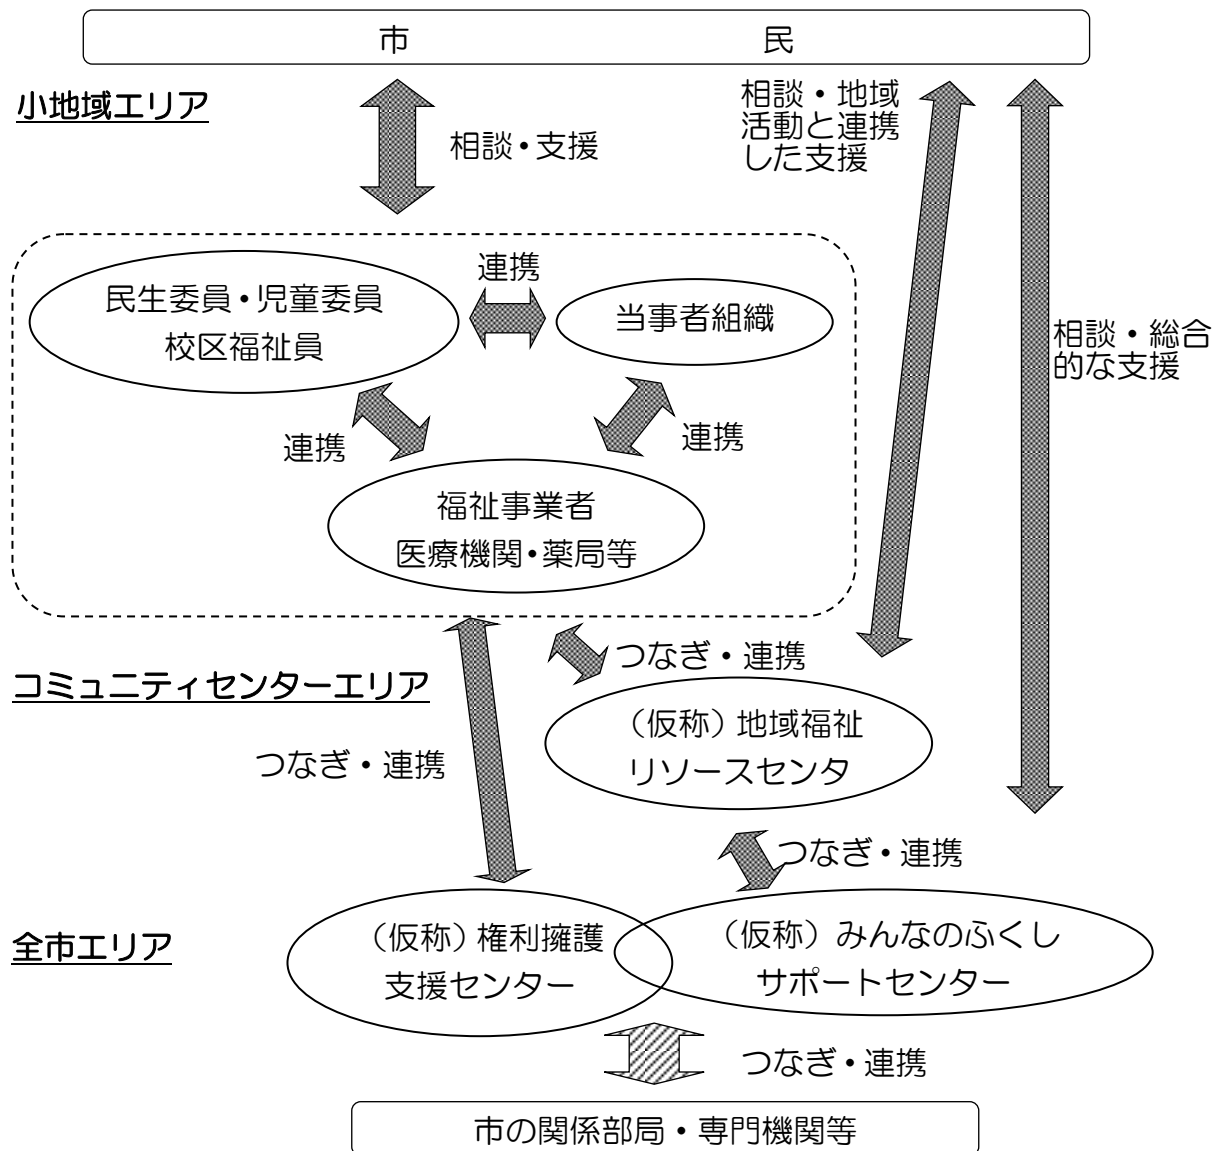 市 民
小地域エリア
相談・支援
相談・地域
活動と連携
した支援
連携
民生委員・児童委員
校区福祉員
当事者組織
相談・総合
的な支援
連携
連携
福祉事業者
医療機関・薬局等
つなぎ・連携
コミュニティセンターエリア
（仮称）地域福祉
リソースセンタ
つなぎ・連携
つなぎ・連携
全市エリア
（仮称）権利擁護
支援センター
（仮称）みんなのふくし
サポートセンター
つなぎ・連携
市の関係部局・専門機関等